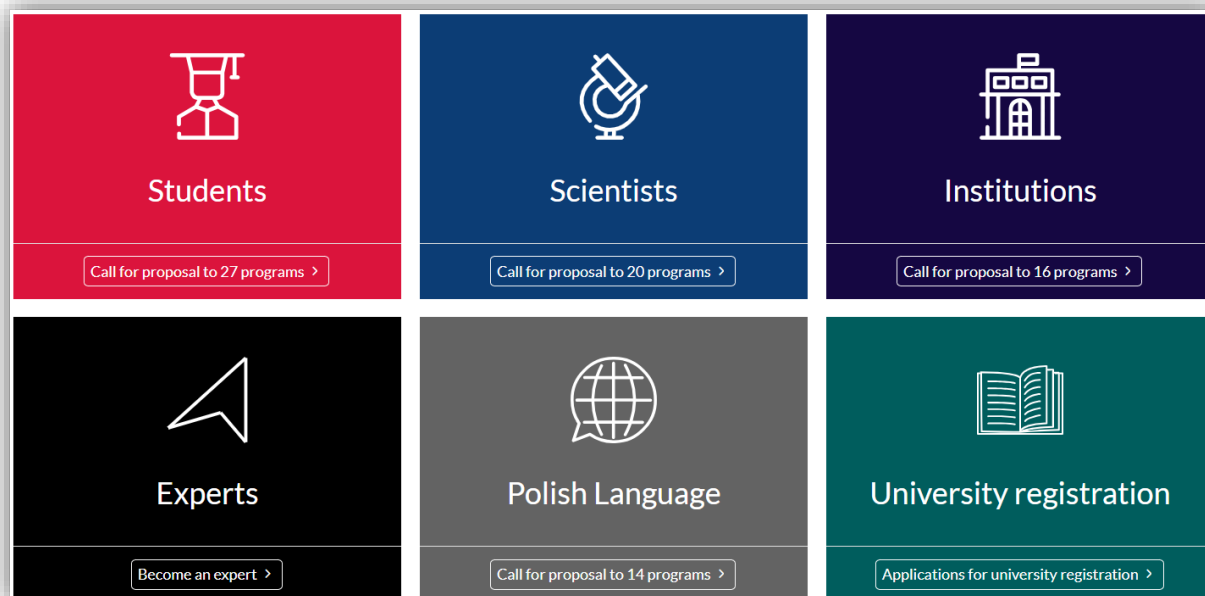 Students
Call for proposal to 27 programs >
Scientists
Call for proposal to 20 programs >
Institutions
Call for proposal to 16 programs >
Experts
Become an expert >
Polish Language
Call for proposal to 14 programs >
University registration
Applications for university registration >